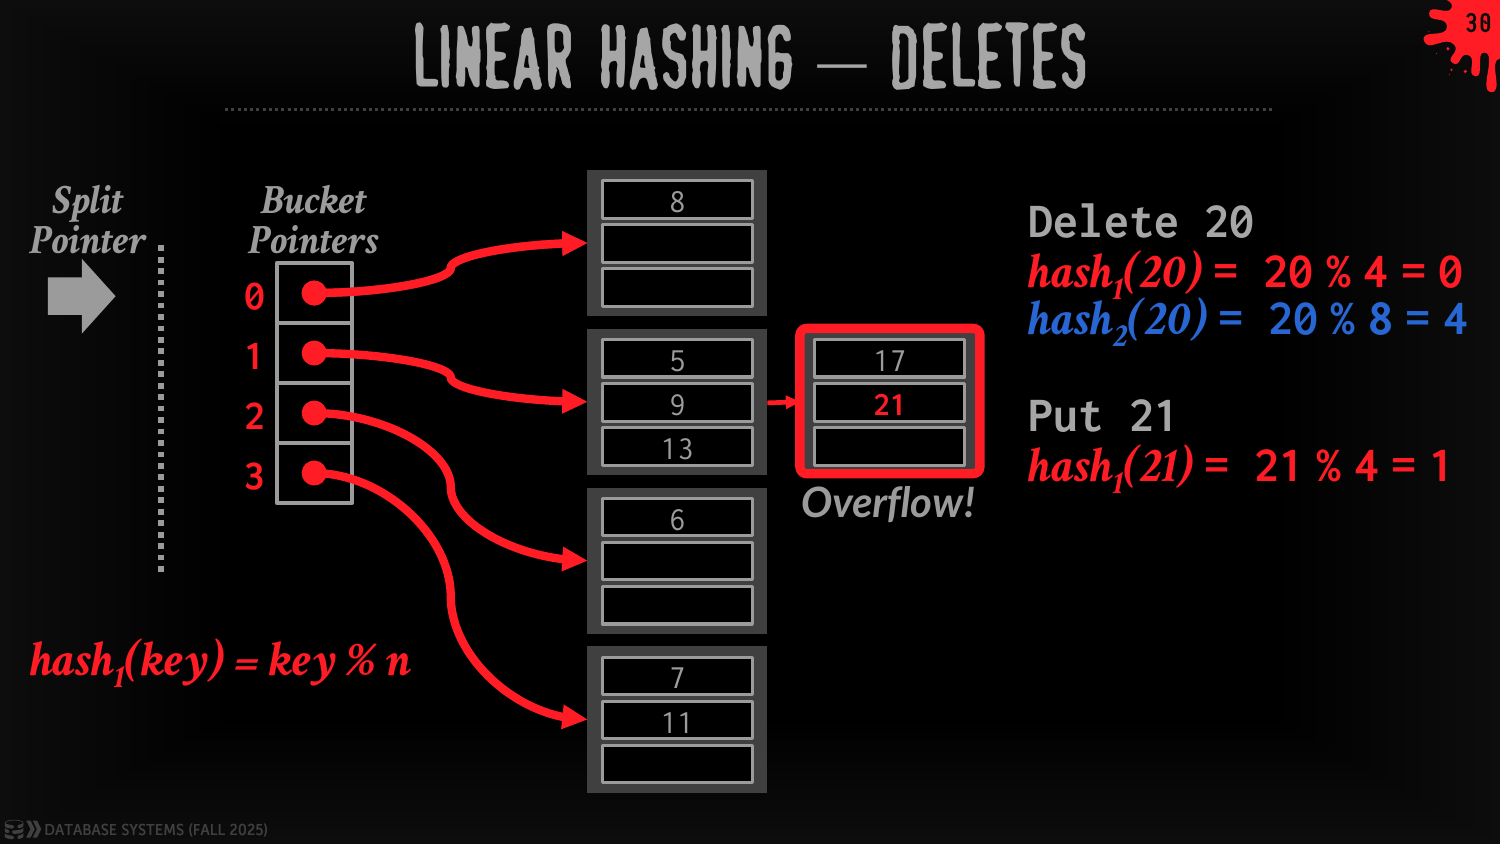 LINEAR HASHING — DELETES
30
Split
Pointer
Bucket
Pointers
0
1
2
3
8
5
9
13
17
21
Overflow!
6
7
11
Delete 20
hash1(20) = 20 % 4 = 0
hash2(20) = 20 % 8 = 4
Put 21
hash1(21) = 21 % 4 = 1
hash1(key) = key % n
DATABASE SYSTEMS (FALL 2025)